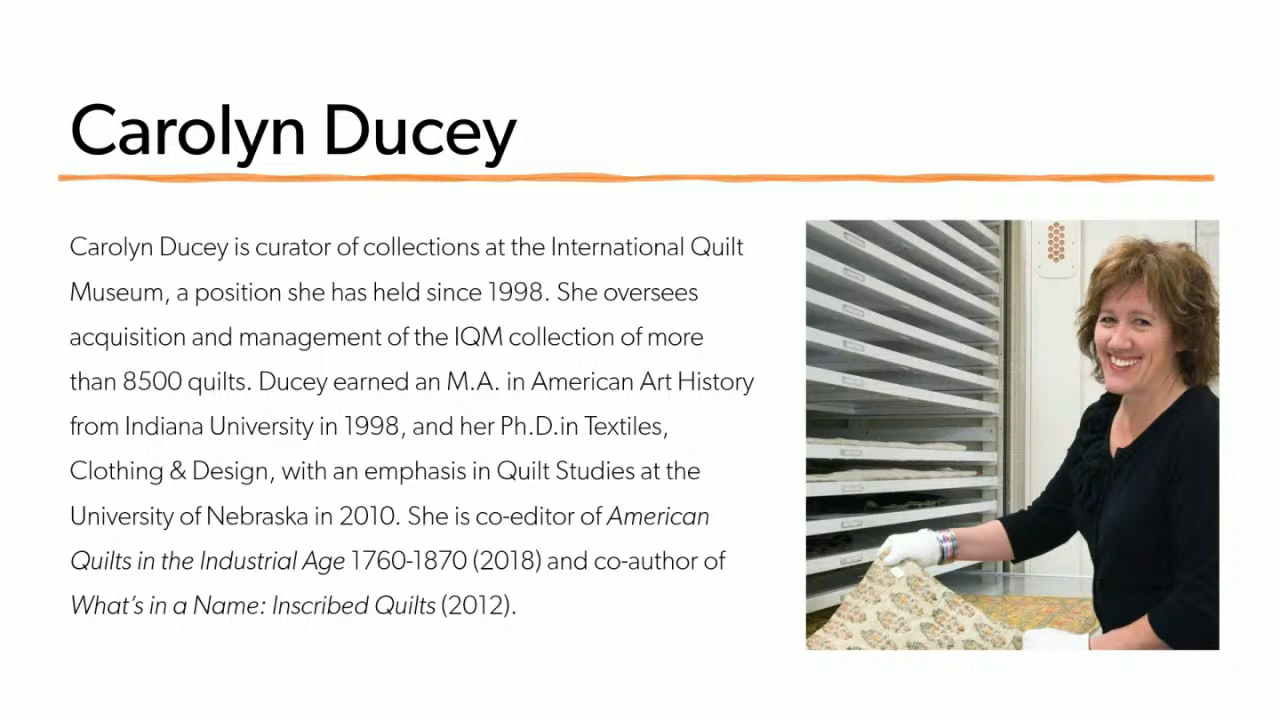 Carolyn Ducey
Carolyn Ducey is curator of collections at the International Quilt
Museum, a position she has held since 1998. She oversees
acquisition and management of the IQM collection of more
than 8500 quilts. Ducey earned an M.A. in American Art History
from Indiana University in 1998, and her Ph.D.in Textiles,
Clothing & Design, with an emphasis in Quilt Studies at the
University of Nebraska in 2010. She is co-editor of American
Quilts in the Industrial Age 1760-1870 (2018) and co-author of
What's in a Name: Inscribed Quilts (2012).